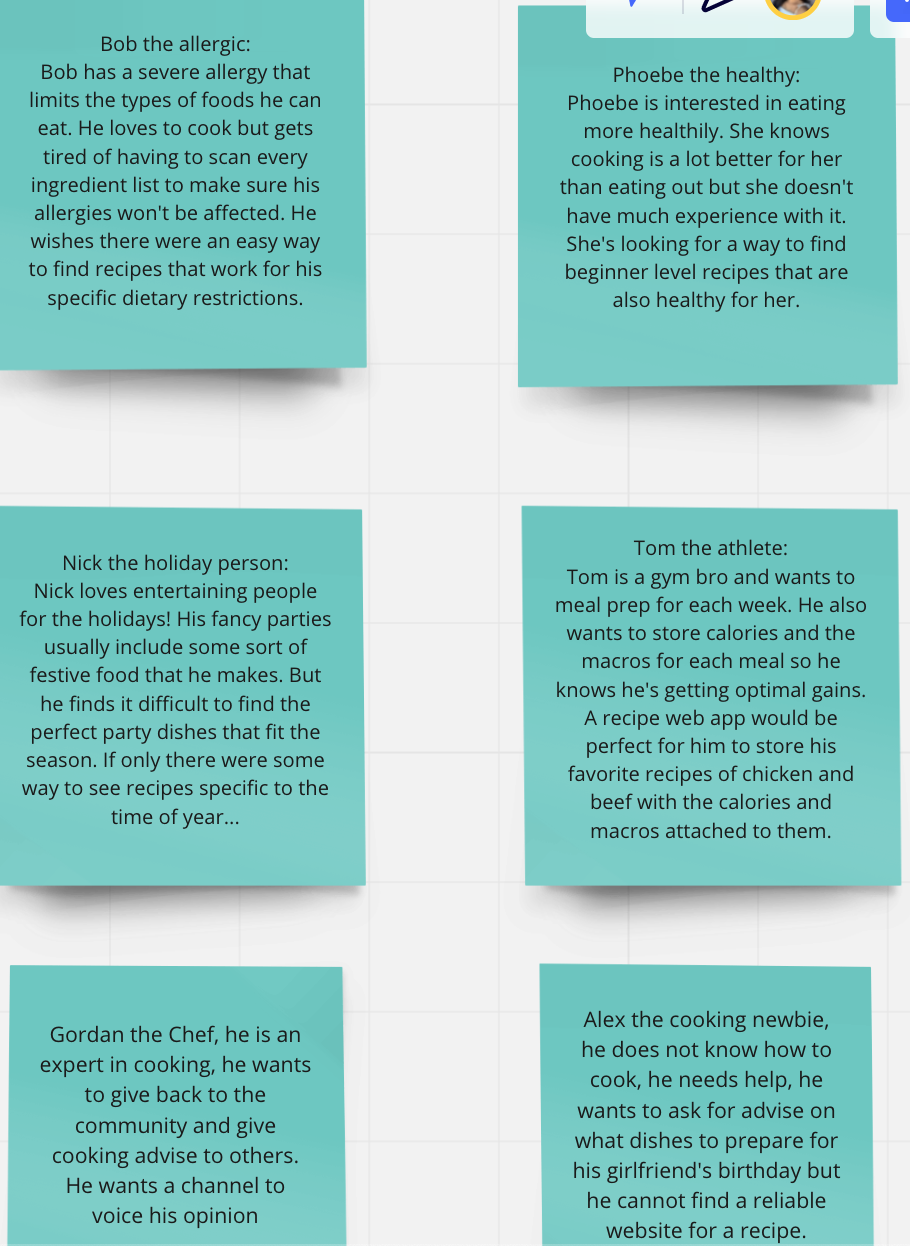 Bob the allergic:
Bob has a severe allergy that
limits the types of foods he can
eat. He loves to cook but gets
tired of having to scan every
ingredient list to make sure his
allergies won't be affected. He
wishes there were an easy way
to find recipes that work for his
specific dietary restrictions.
Phoebe the healthy:
Phoebe is interested in eating
more healthily. She knows
cooking is a lot better for her
than eating out but she doesn't
have much experience with it.
She's looking for a way to find
beginner level recipes that are
also healthy for her.
Nick the holiday person:
Nick loves entertaining people
for the holidays! His fancy parties
usually include some sort of
festive food that he makes. But
he finds it difficult to find the
perfect party dishes that fit the
season. If only there were some
way to see recipes specific to the
time of year...
Tom the athlete:
Tom is a gym bro and wants to
meal prep for each week. He also
wants to store calories and the
macros for each meal so he
knows he's getting optimal gains.
A recipe web app would be
perfect for him to store his
favorite recipes of chicken and
beef with the calories and
macros attached to them.
Gordan the Chef, he is an
expert in cooking, he wants
to give back to the
community and give
cooking advise to others.
He wants a channel to
voice his opinion
Alex the cooking newbie,
he does not know how to
cook, he needs help, he
wants to ask for advise on
what dishes to prepare for
his girlfriend's birthday but
he cannot find a reliable
website for a recipe.